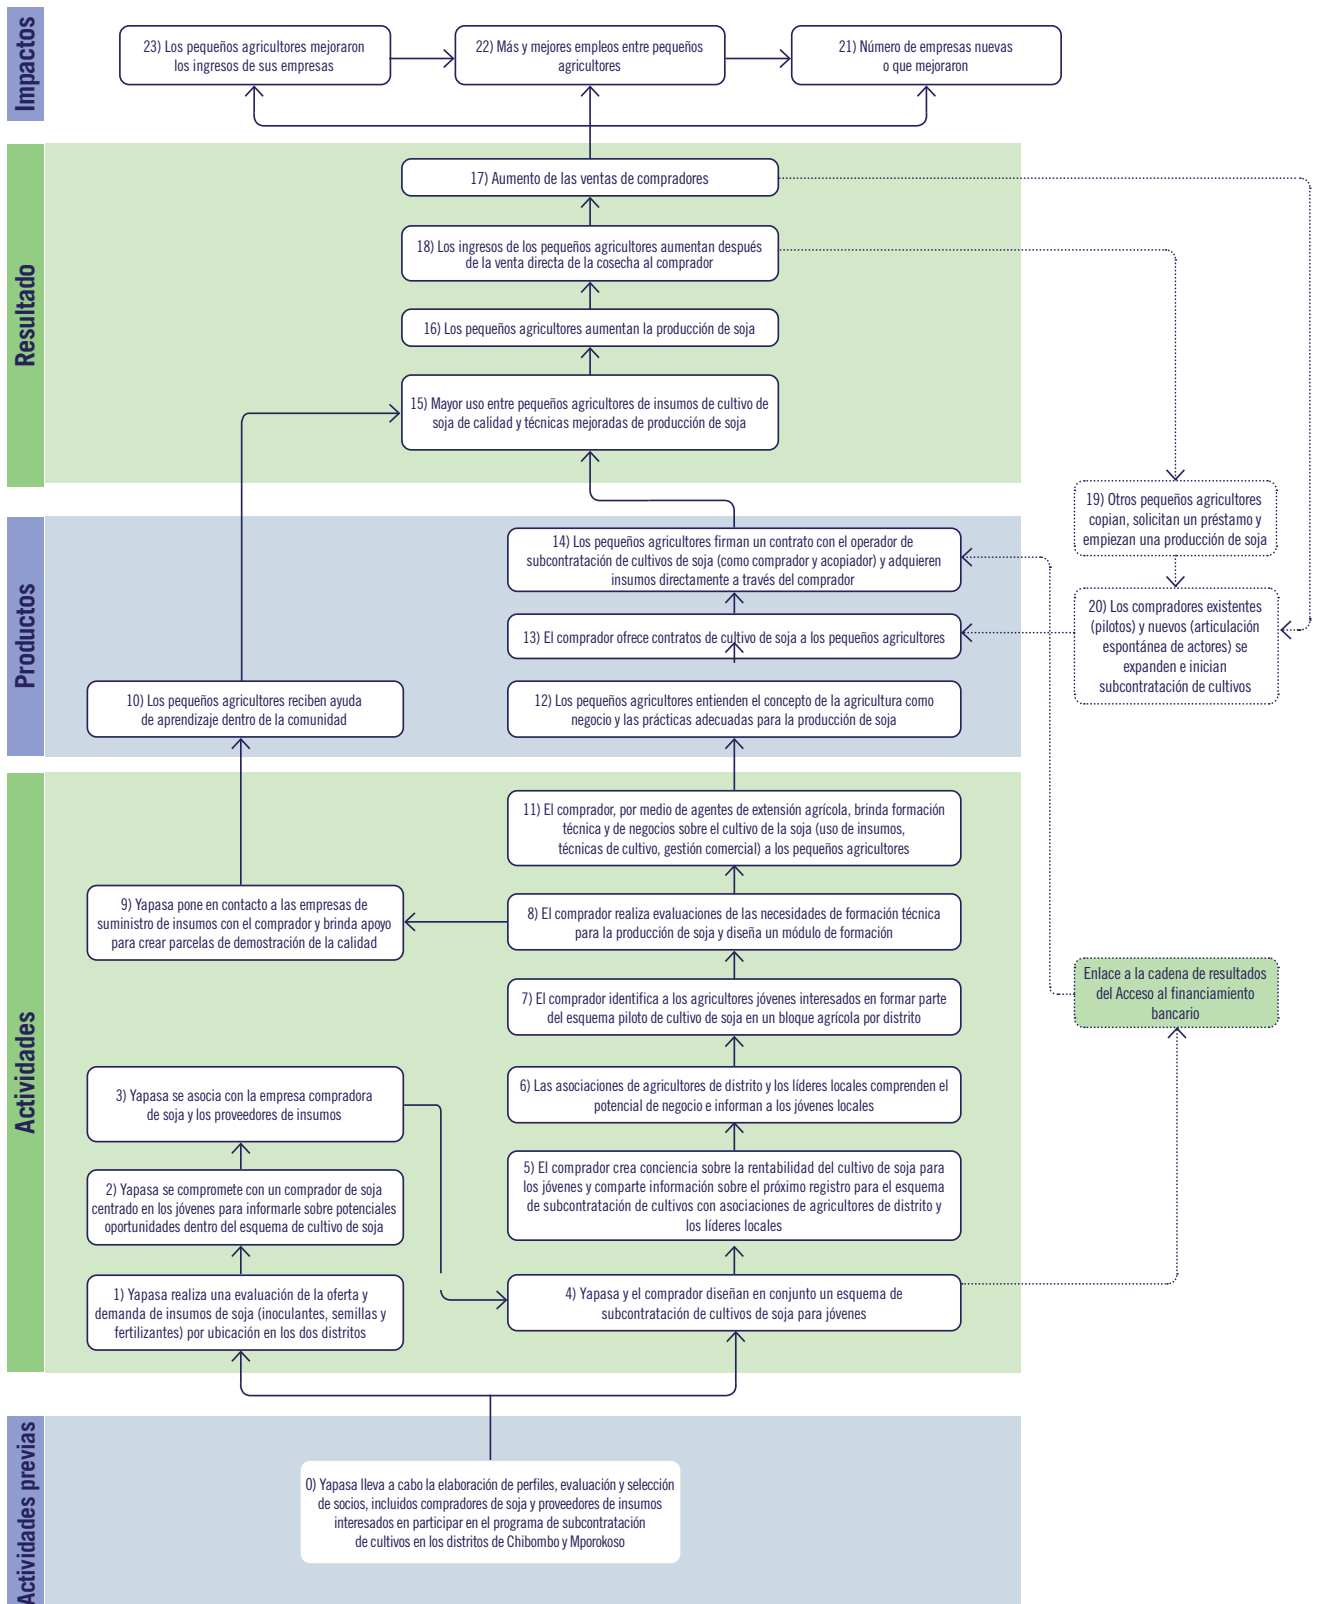 Impactos
23) Los pequeños agricultores mejoraron
los ingresos de sus empresas
22) Más y mejores empleos entre pequeños
agricultores
21) Número de empresas nuevas
o que mejoraron
Resultado
17) Aumento de las ventas de compradores
18) Los ingresos de los pequeños agricultores aumentan después
de la venta directa de la cosecha al comprador
16) Los pequeños agricultores aumentan la producción de soja
15) Mayor uso entre pequeños agricultores de insumos de cultivo de
soja de calidad y técnicas mejoradas de producción de soja
19) Otros pequeños agricultores
copian, solicitan un préstamo y
empiezan una producción de soja
Productos
14) Los pequeños agricultores firman un contrato con el operador de
subcontratación de cultivos de soja (como comprador y acopiador) y adquieren
insumos directamente a través del comprador
13) El comprador ofrece contratos de cultivo de soja a los pequeños agricultores
20) Los compradores existentes
(pilotos) y nuevos (articulación
espontánea de actores) se
expanden e inician
subcontratación de cultivos
10) Los pequeños agricultores reciben ayuda
de aprendizaje dentro de la comunidad
12) Los pequeños agricultores entienden el concepto de la agricultura como
negocio y las prácticas adecuadas para la producción de soja
Actividades
11) El comprador, por medio de agentes de extensión agrícola, brinda formación
técnica y de negocios sobre el cultivo de la soja (uso de insumos,
técnicas de cultivo, gestión comercial) a los pequeños agricultores
9) Yapasa pone en contacto a las empresas de
suministro de insumos con el comprador y brinda apoyo
para crear parcelas de demostración de la calidad
8) El comprador realiza evaluaciones de las necesidades de formación técnica
para la producción de soja y diseña un módulo de formación
7) El comprador identifica a los agricultores jóvenes interesados en formar parte
del esquema piloto de cultivo de soja en un bloque agrícola por distrito
Enlace a la cadena de resultados
del Acceso al financiamiento
bancario
3) Yapasa se asocia con la empresa compradora
de soja y los proveedores de insumos
6) Las asociaciones de agricultores de distrito y los líderes locales comprenden el
potencial de negocio e informan a los jóvenes locales
2) Yapasa se compromete con un comprador de soja
centrado en los jóvenes para informarle sobre potenciales
oportunidades dentro del esquema de cultivo de soja
5) El comprador crea conciencia sobre la rentabilidad del cultivo de soja para
los jóvenes y comparte información sobre el próximo registro para el esquema
de subcontratación de cultivos con asociaciones de agricultores de distrito y
los líderes locales
1) Yapasa realiza una evaluación de la oferta y
demanda de insumos de soja (inoculantes, semillas y
fertilizantes) por ubicación en los dos distritos
4) Yapasa y el comprador diseñan en conjunto un esquema de
subcontratación de cultivos de soja para jóvenes
Actividades previas
0) Yapasa lleva a cabo la elaboración de perfiles, evaluación y selección
de socios, incluidos compradores de soja y proveedores de insumos
interesados en participar en el programa de subcontratación
de cultivos en los distritos de Chibombo y Mporokoso